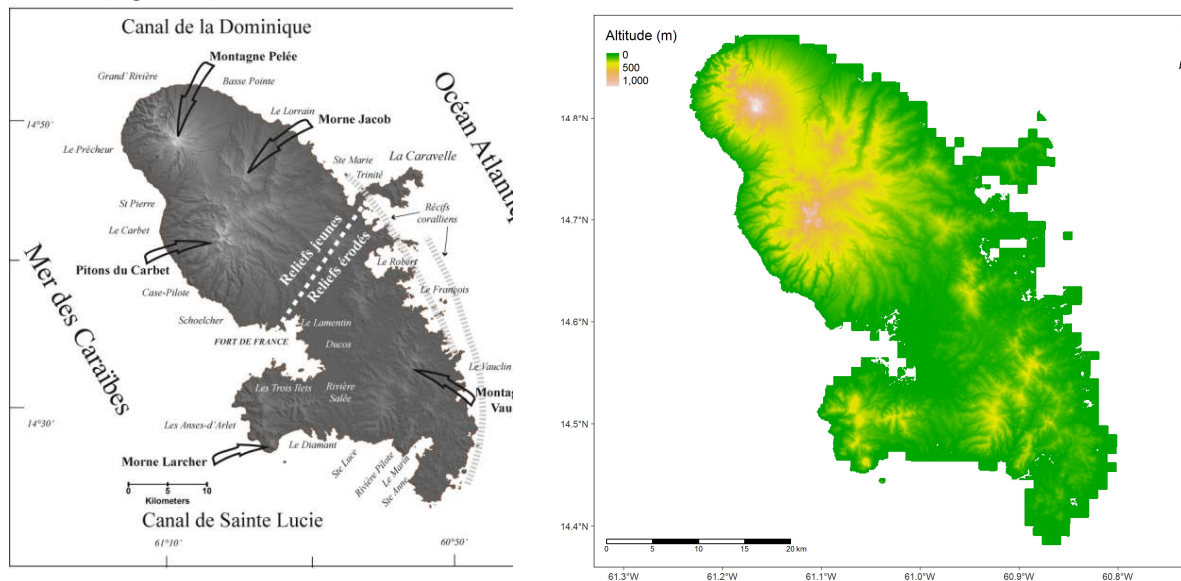 Canal de la Dominique
Montagne Pelée
Grand' Rivière
Basse Pointe
Océan Atlantiq
Le Lorrain
14°50'
Morne Jacob
Le Prêcheur
Ste Marie
La Caravelle
Trinité
St Pierre
Récifs
coralliens
Reliefs jeunes
Reliefs érodés
Le Carbet
Mer des Caraïbes
Pitons du Carbet
Le Robert
Case-Pilote
Le François
Schoelcher
Le Lamentin
FORT DE FRANCE
Ducos
Le Vauclin
Les Trois Ilets
Rivière
Salée
Montag
Vau
14°30'
Les Anses-d'Arlet
Le Diamant
Morne Larcher
Ste Luce
Rivière Pilote
Le Marin
Ste Anne
0 5 10
Kilometers
Canal de Sainte Lucie
61°10'
60°50'
Altitude (m)
0
500
1,000
14.8°N
14.7°N
14.6°N
14.5°N
14.4°N
0 5 10 15 20 km
61.3°W 61.2°W 61.1°W 61.0°W 60.9°W 60.8°W